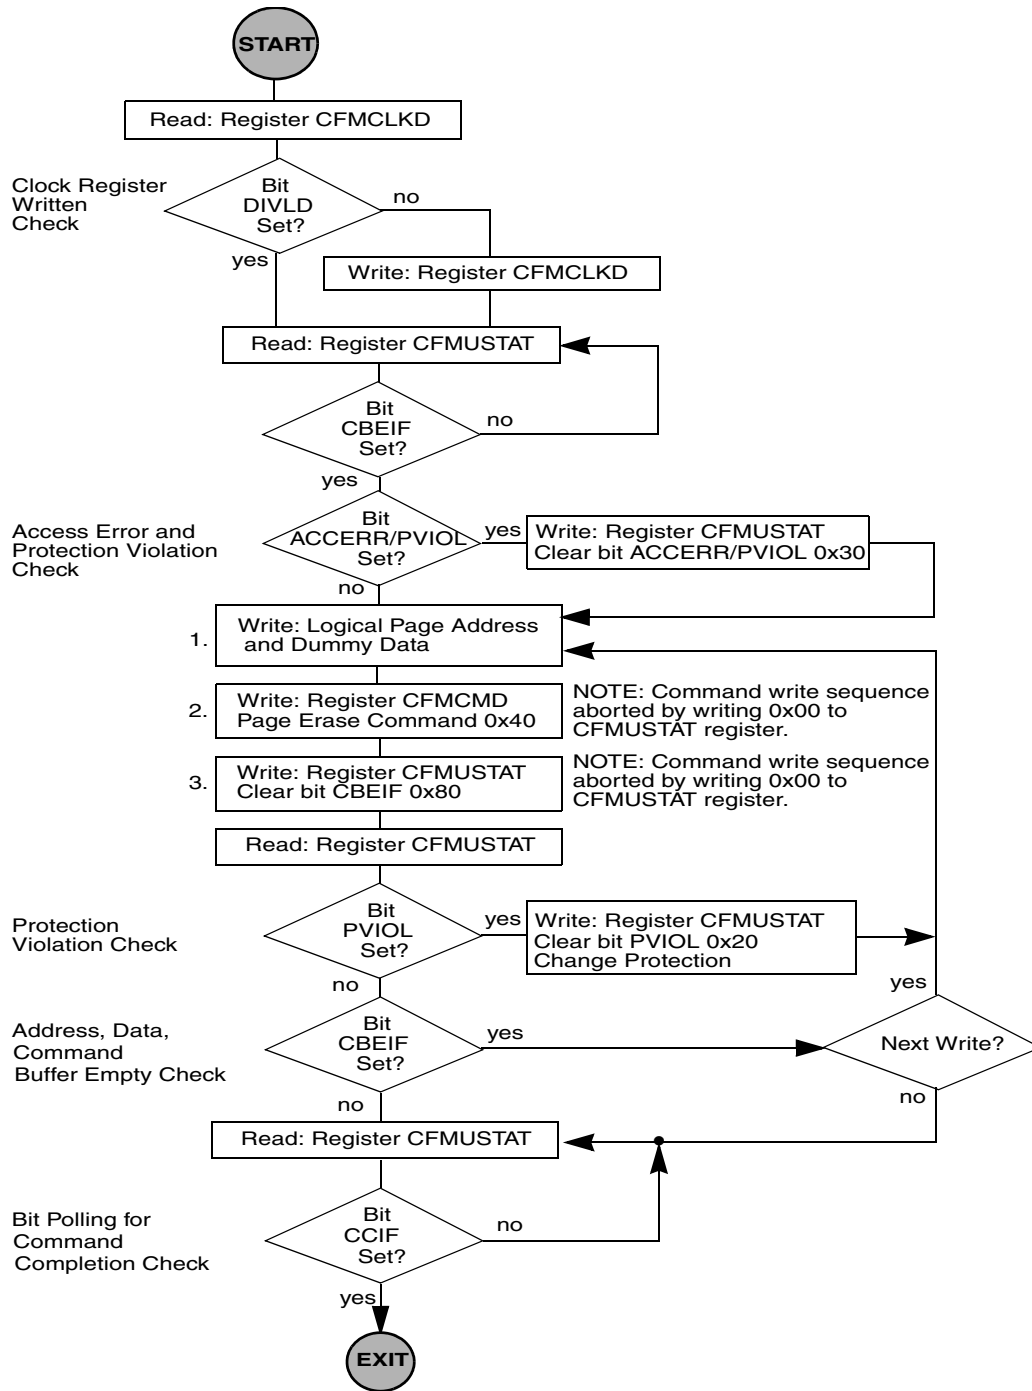 START
Read: Register CFMCLKD
Clock Register
Written
Check
Bit
DIVLD
Set?
no
yes
Write: Register CFMCLKD
Read: Register CFMUSTAT
Bit
CBEIF
Set?
no
yes
Access Error and
Protection Violation
Check
Bit
ACCERR/PVIOL
Set?
yes
Write: Register CFMUSTAT
Clear bit ACCERR/PVIOL 0x30
no
1.
Write: Logical Page Address
and Dummy Data
2.
Write: Register CFMCMD
Page Erase Command 0x40
NOTE: Command write sequence
aborted by writing 0x00 to
CFMUSTAT register.
3.
Write: Register CFMUSTAT
Clear bit CBEIF 0x80
NOTE: Command write sequence
aborted by writing 0x00 to
CFMUSTAT register.
Read: Register CFMUSTAT
Protection
Violation Check
Bit
PVIOL
Set?
yes
Write: Register CFMUSTAT
Clear bit PVIOL 0x20
Change Protection
no
yes
Address, Data,
Command
Buffer Empty Check
Bit
CBEIF
Set?
yes
Next Write?
no
no
Read: Register CFMUSTAT
Bit Polling for
Command
Completion Check
Bit
CCIF
Set?
no
yes
EXIT